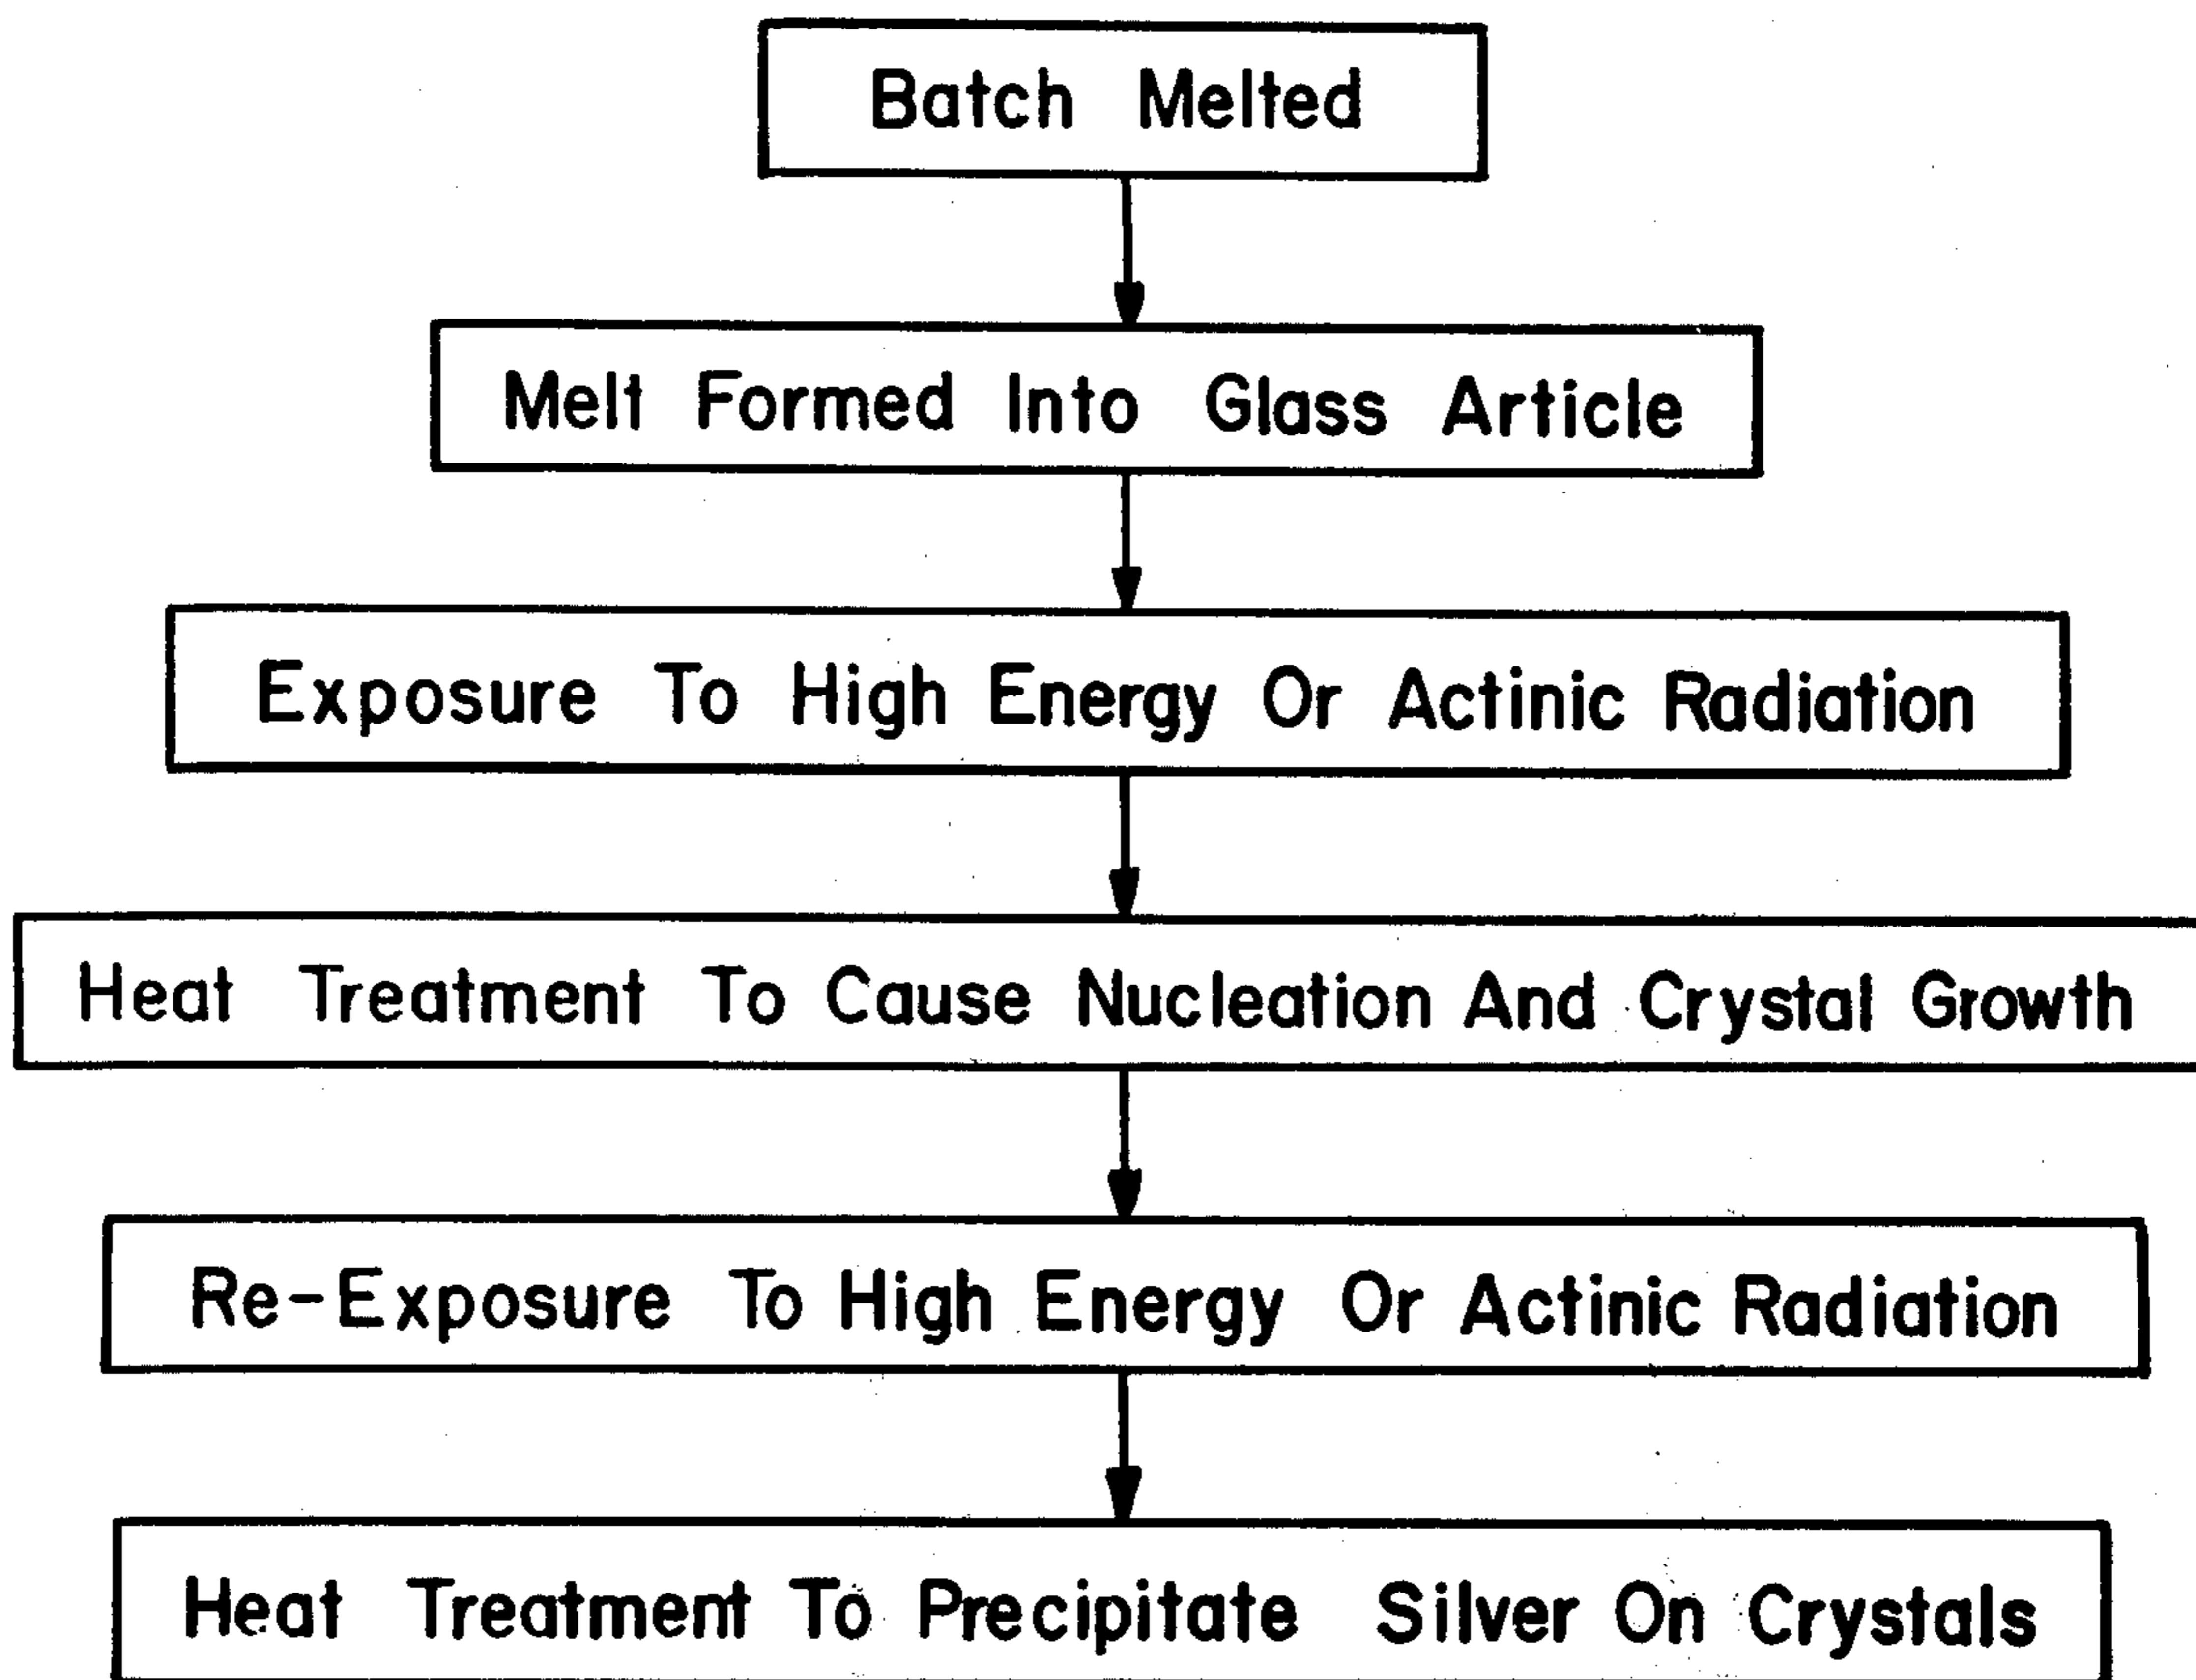 Batch Melted
Melt Formed Into Glass Article
Exposure To High Energy Or Actinic Radiation
Heat Treatment To Cause Nucleation And Crystal Growth
Re-Exposure To High Energy Or Actinic Radiation
Heat Treatment To Precipitate Silver On Crystals